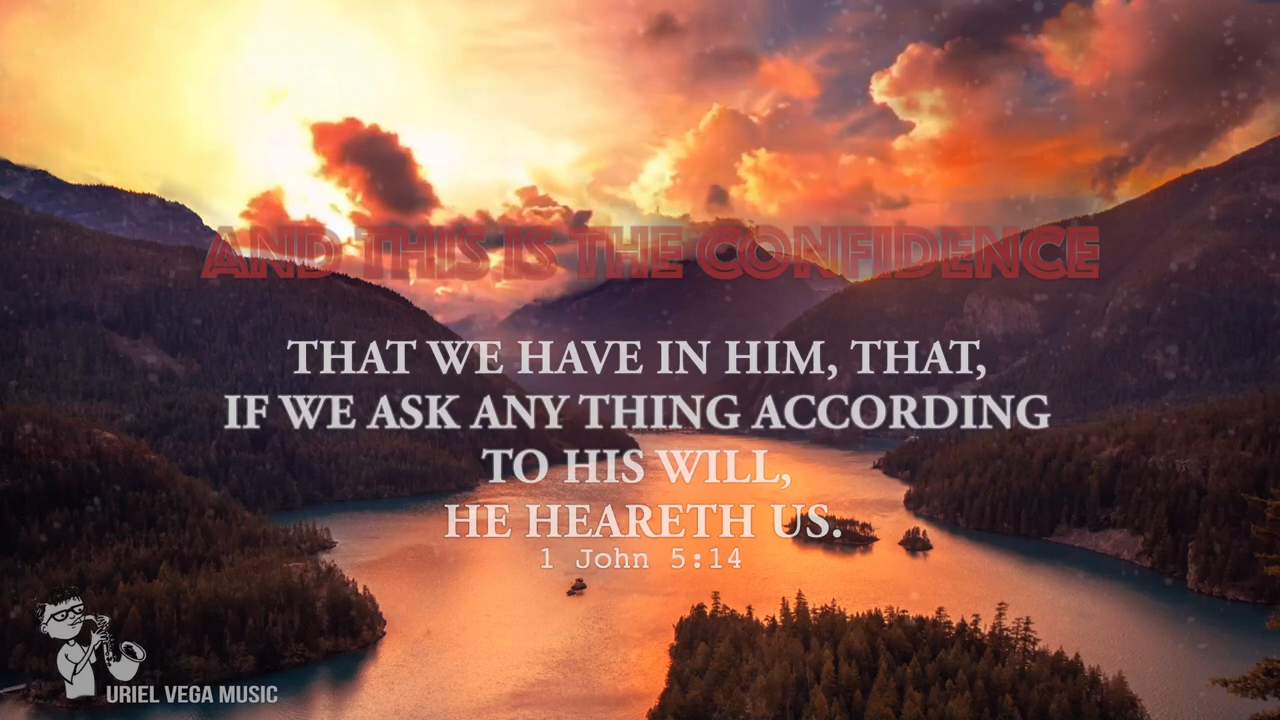 AND THIS IS THE CONFIDENCE
THAT WE HAVE IN HIM, THAT,
IF WE ASK ANY THING ACCORDING
TO HIS WILL,
HE HEARETH US.
1 John 5:14
URIEL VEGA MUSIC